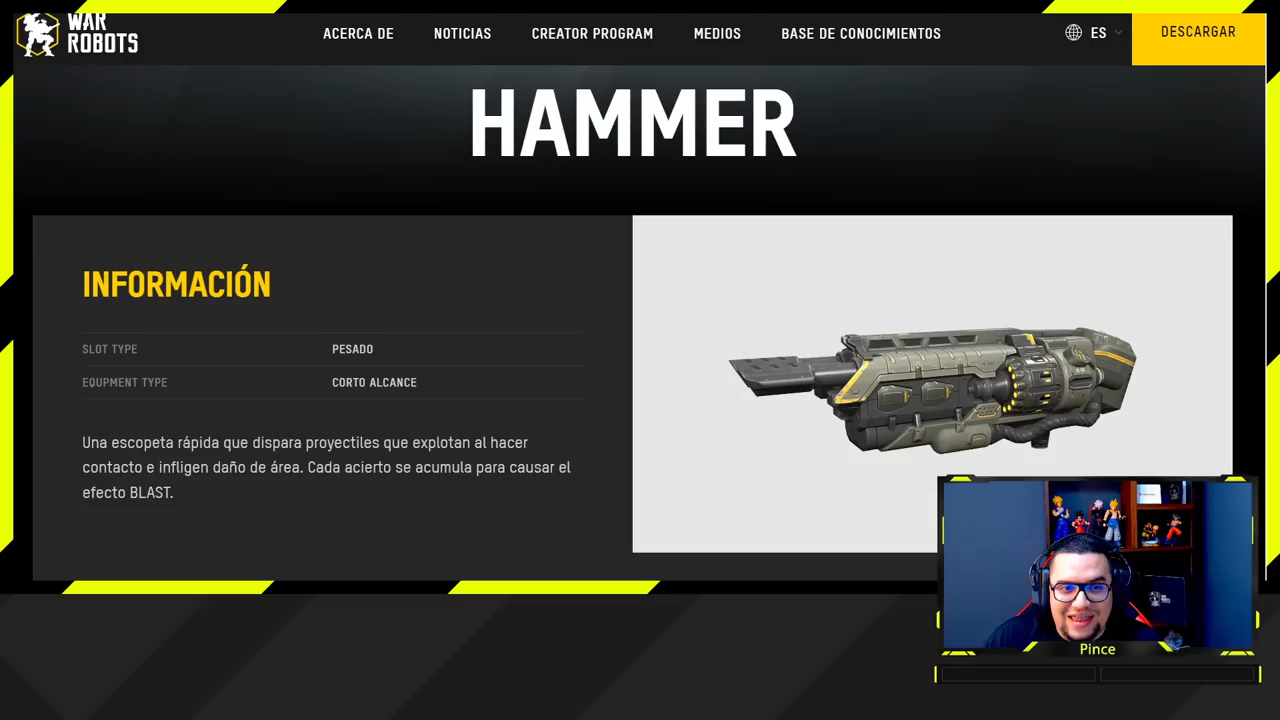 WAR
ROBOTS
ACERCA DE
NOTICIAS
CREATOR PROGRAM
MEDIOS
BASE DE CONOCIMIENTOS
ES
DESCARGAR
HAMMER
INFORMACIÓN
SLOT TYPE
PESADO
EQUPMENT TYPE
CORTO ALCANCE
Una escopeta rápida que dispara proyectiles que explotan al hacer
contacto e infligen daño de área. Cada acierto se acumula para causar el
efecto BLAST.
Pince